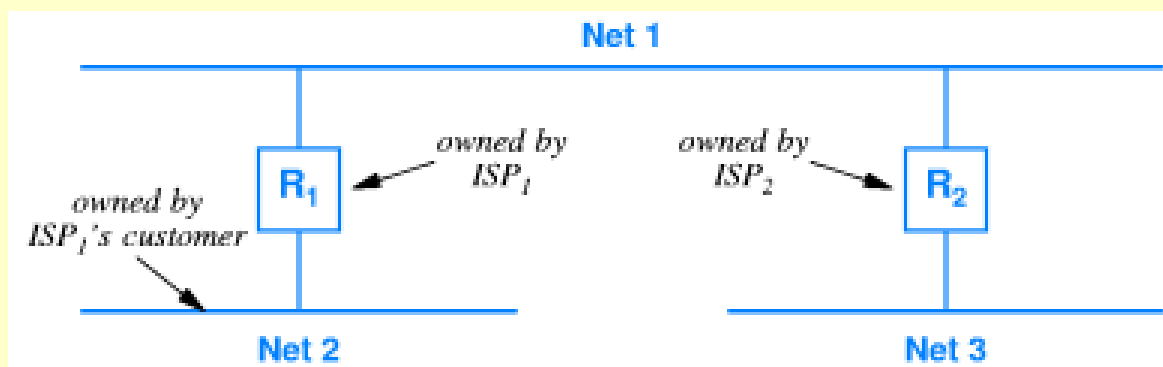 Net 1
owned by
ISP₁
owned by
ISP₂
R₁
R₂
owned by
ISP₁'s customer
Net 2
Net 3